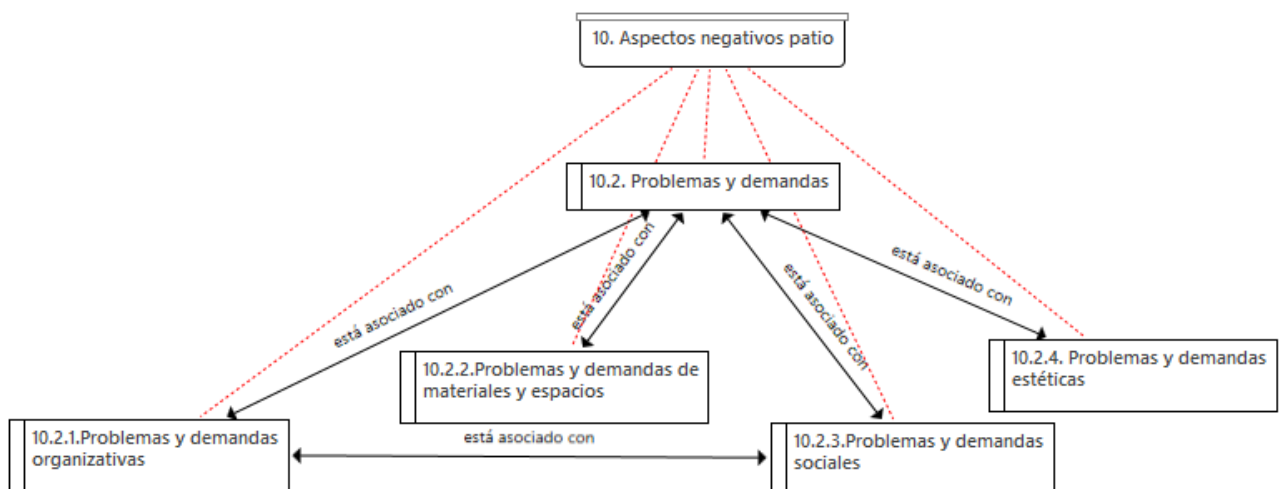 10. Aspectos negativos patio
10.2. Problemas y demandas
está asociado con
está asociado con
está asociado con
está asociado con
10.2.2.Problemas y demandas de
materiales y espacios
10.2.4. Problemas y demandas
estéticas
10.2.1.Problemas y demandas
organizativas
está asociado con
10.2.3.Problemas y demandas
sociales